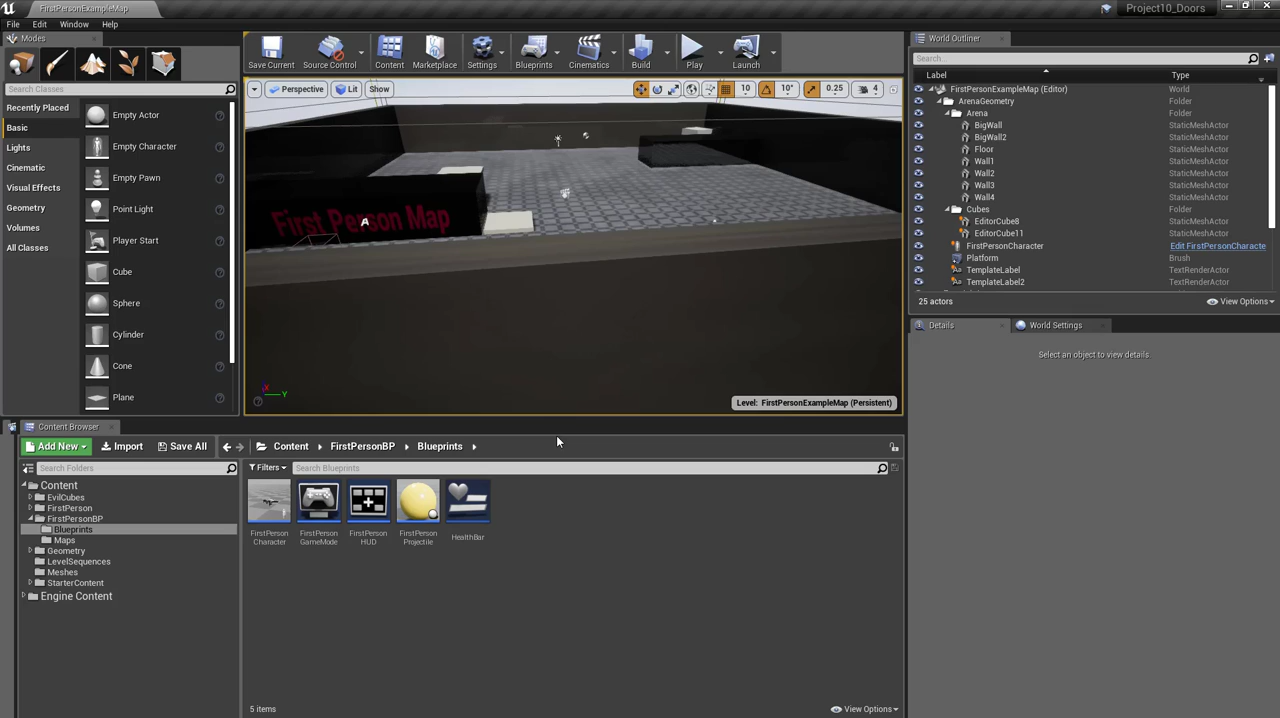 FirstPersonExampleMap
Project10_Doors
File Edit Window Help
Modes
Search Classes
Recently Placed
Basic
Lights
Cinematic
Visual Effects
Geometry
Volumes
All Classes
Empty Actor
Empty Character
Empty Pawn
Point Light
Player Start
Cube
Sphere
Cylinder
Cone
Plane
Save Current Source Control Content Marketplace Settings Blueprints Cinematics Build Play Launch
Perspective Lit Show
10 10° 0.25 4
First Person Map
X
Y
Level: FirstPersonExampleMap (Persistent)
World Outliner
Search...
Label Type
FirstPersonExampleMap (Editor) World
ArenaGeometry Folder
Arena Folder
BigWall StaticMeshActor
BigWall2 StaticMeshActor
Floor StaticMeshActor
Wall1 StaticMeshActor
Wall2 StaticMeshActor
Wall3 StaticMeshActor
Wall4 StaticMeshActor
Cubes Folder
EditorCube8 StaticMeshActor
EditorCube11 StaticMeshActor
FirstPersonCharacter Edit FirstPersonCharacte
Platform Brush
TemplateLabel TextRenderActor
TemplateLabel2 TextRenderActor
25 actors View Options
Details World Settings
Select an object to view details.
Content Browser
Add New Import Save All Content FirstPersonBP Blueprints
Search Folders
Filters Search Blueprints
Content
EvilCubes
FirstPerson
FirstPersonBP
Blueprints
Maps
Geometry
LevelSequences
Meshes
StarterContent
Engine Content
FirstPerson Character
FirstPerson GameMode
FirstPerson HUD
FirstPerson Projectile
HealthBar
5 items View Options